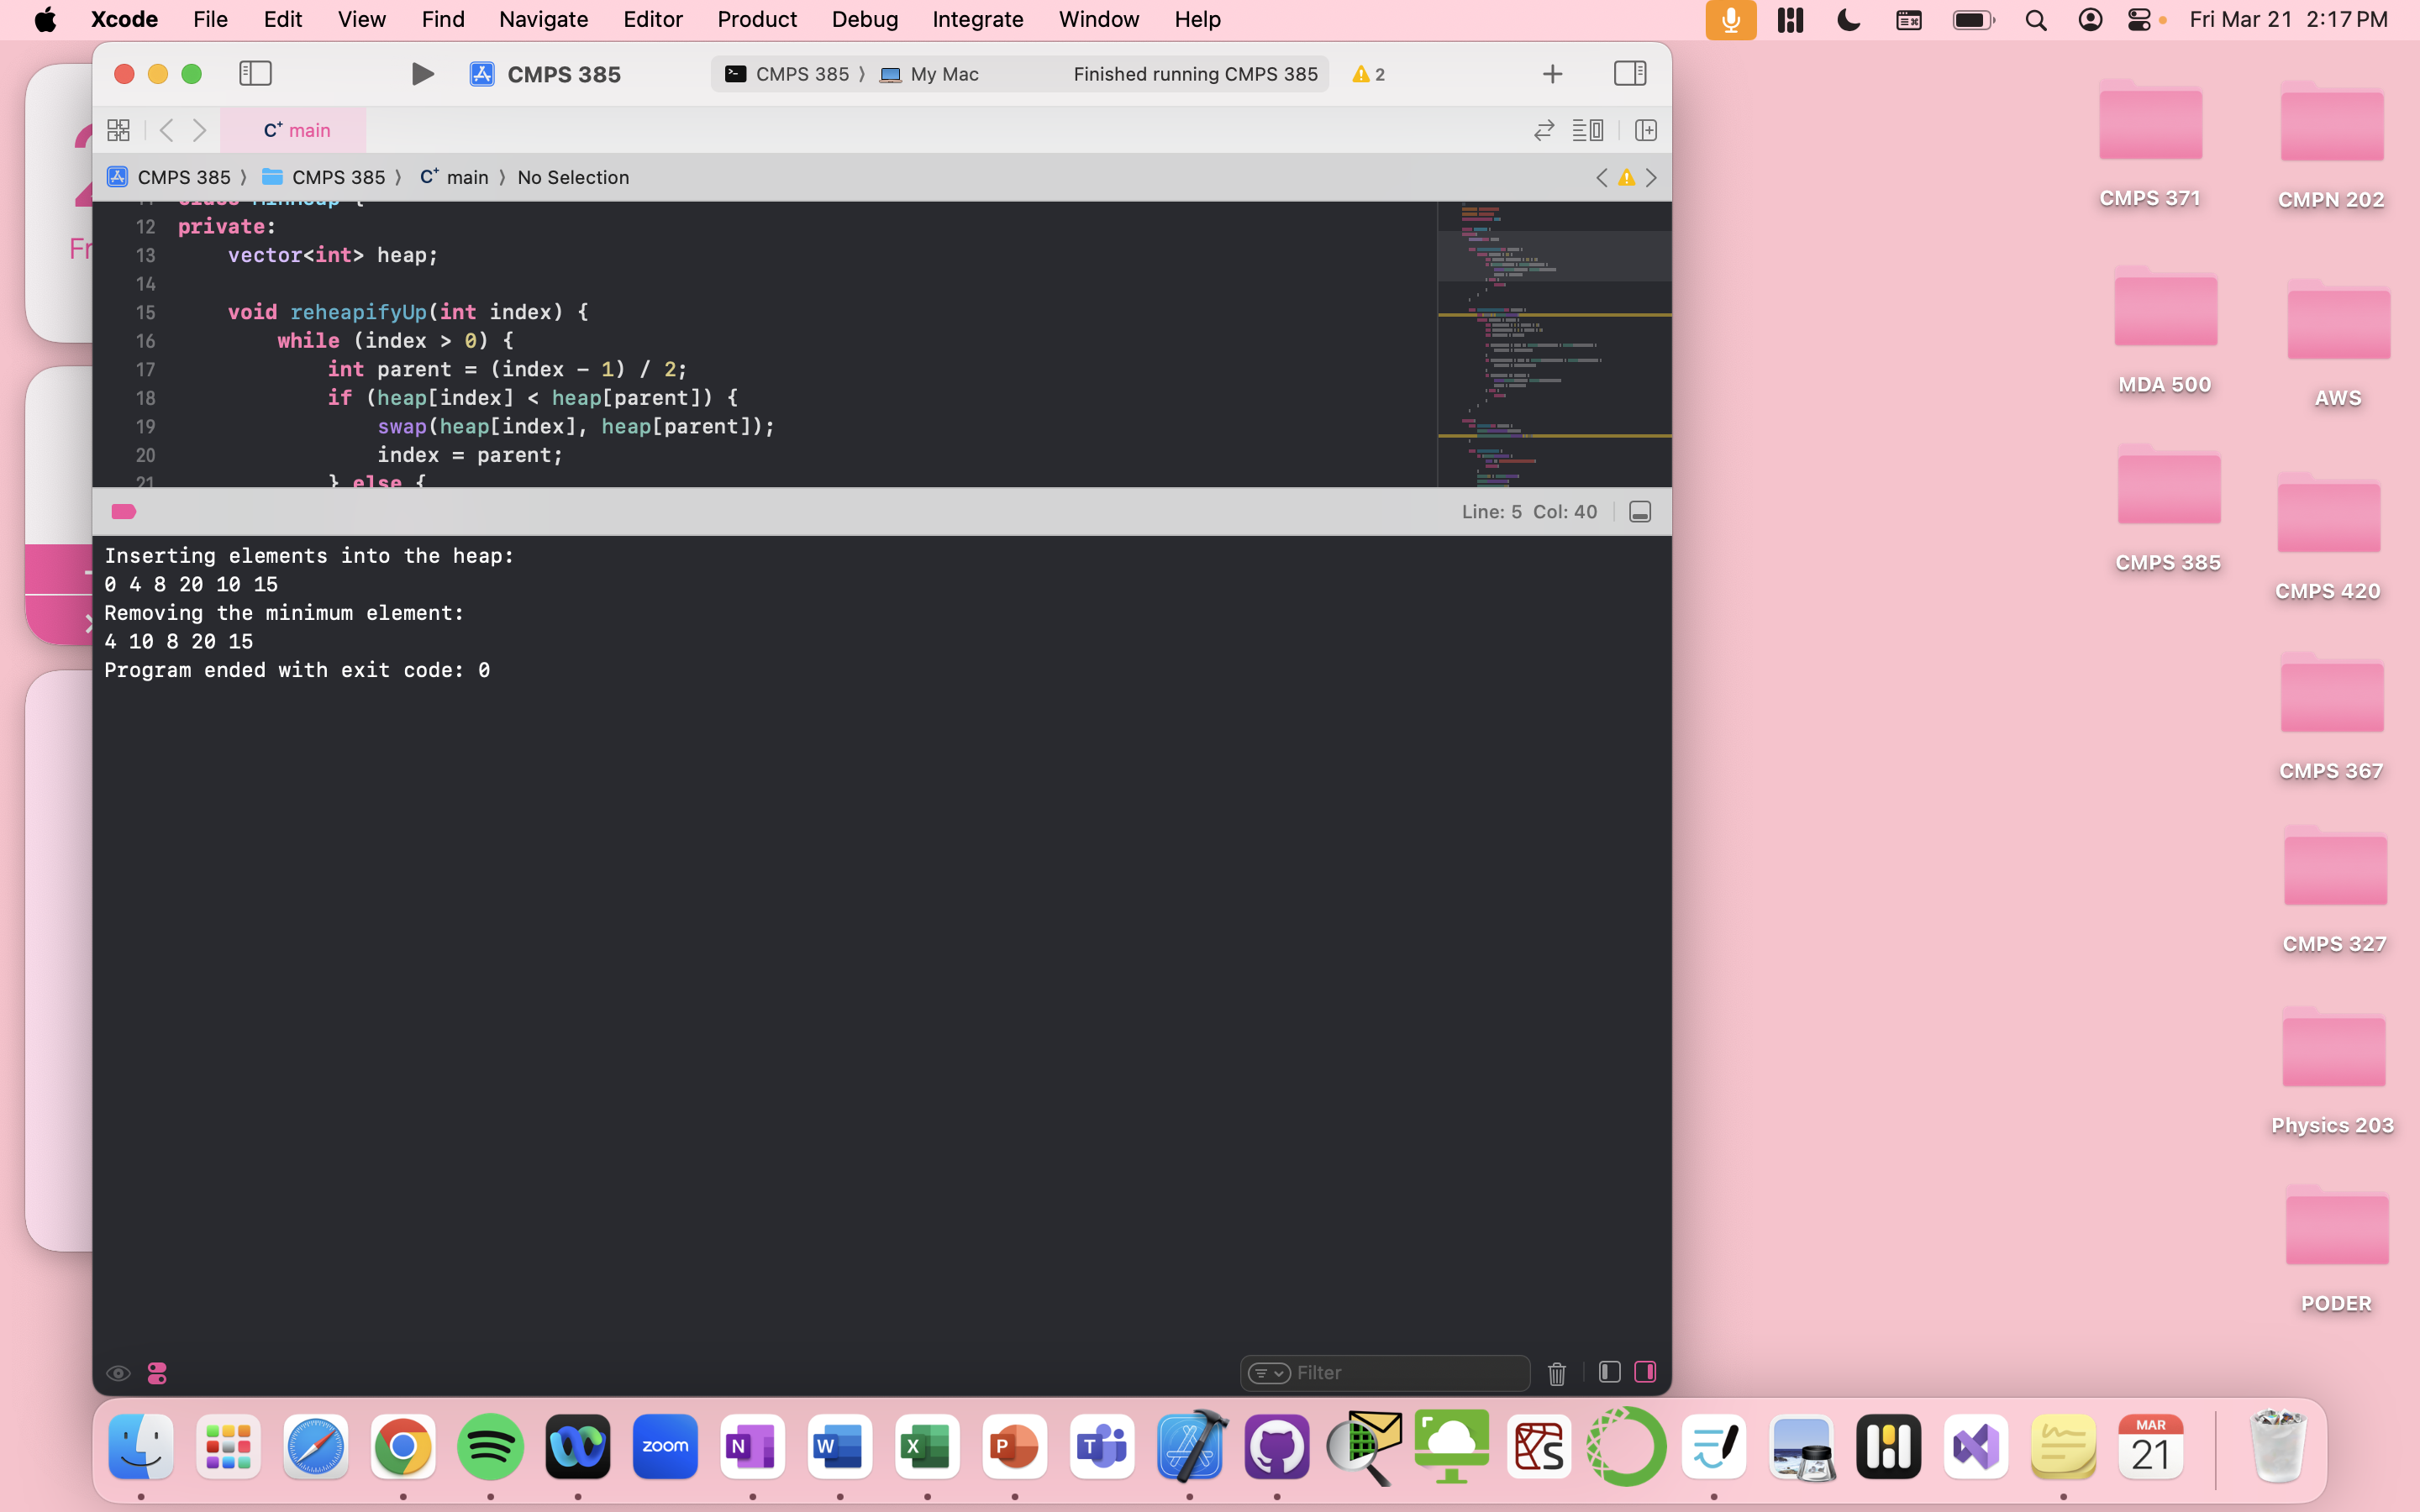 Xcode File Edit View Find Navigate Editor Product Debug Integrate Window Help Fri Mar 21 2:17 PM
CMPS 385 CMPS 385 〉 My Mac Finished running CMPS 385 2
C+ main
CMPS 385 〉 CMPS 385 〉 C+ main 〉 No Selection
12 private:
13 vector<int> heap;
14
15 void reheapifyUp(int index) {
16 while (index > 0) {
17 int parent = (index - 1) / 2;
18 if (heap[index] < heap[parent]) {
19 swap(heap[index], heap[parent]);
20 index = parent;
21 } else {
Line: 5 Col: 40
Inserting elements into the heap:
0 4 8 20 10 15
Removing the minimum element:
4 10 8 20 15
Program ended with exit code: 0
Filter
CMPS 371
CMPN 202
MDA 500
AWS
CMPS 385
CMPS 420
CMPS 367
CMPS 327
Physics 203
PODER
zoom
N
W
X
P
T
S
MAR
21